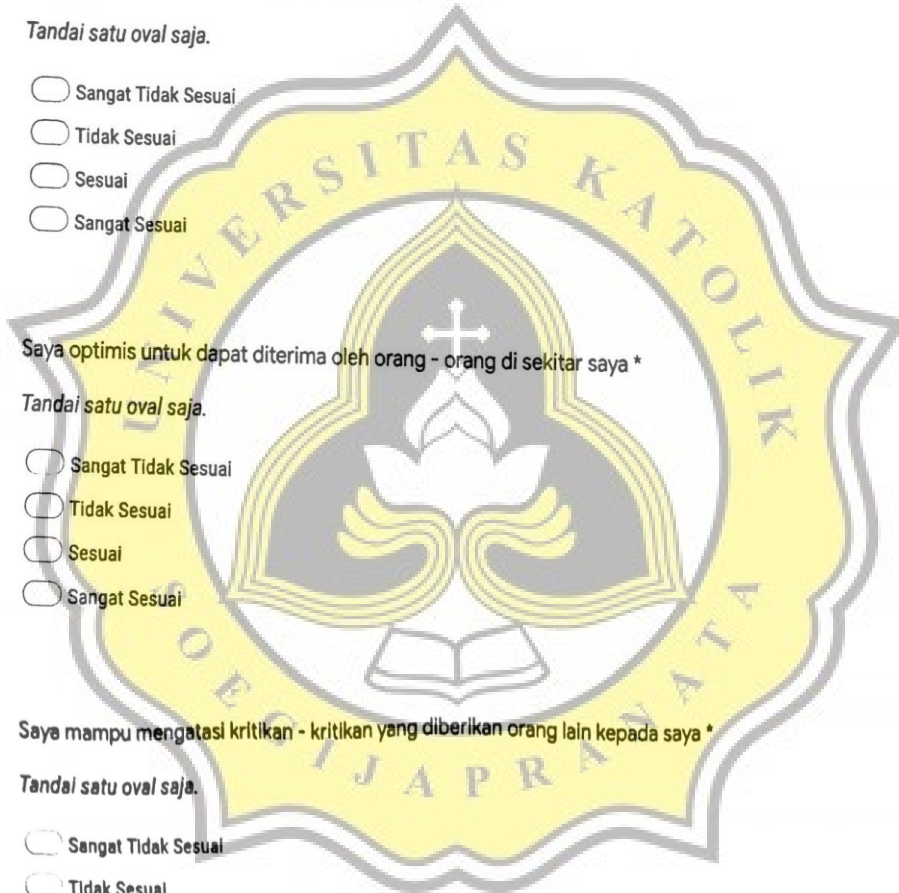 Tandai satu oval saja.
Sangat Tidak Sesuai
Tidak Sesuai
Sesuai
Sangat Sesuai
Saya optimis untuk dapat diterima oleh orang - orang di sekitar saya *
Tandai satu oval saja.
Sangat Tidak Sesuai
Tidak Sesuai
Sesuai
Sangat Sesuai
Saya mampu mengatasi kritikan - kritikan yang diberikan orang lain kepada saya *
Tandai satu oval saja.
Sangat Tidak Sesuai
Tidak Sesuai
UNIVERSITAS KATOLIK
SOEGIJAPRANATA